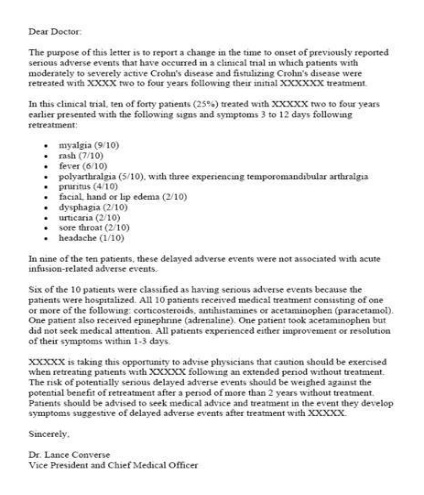 Dear Doctor:
The purpose of this letter is to report a change in the time to onset of previously reported
serious adverse events that have occurred in a clinical trial in which patients with
moderately to severely active Crohn's disease and fistulizing Crohn's disease were
retreated with XXXX two to four years following their initial XXXXXX treatment.
In this clinical trial, ten of forty patients (25%) treated with XXXXX two to four years
earlier presented with the following signs and symptoms 3 to 12 days following
retreatment:
• myalgia (9/10)
• rash (7/10)
• fever (6/10)
• polyarthralgia (5/10), with three experiencing temporomandibular arthralgia
• pruritus (4/10)
• facial, hand or lip edema (2/10)
• dysphagia (2/10)
• urticaria (2/10)
• sore throat (2/10)
• headache (1/10)
In nine of the ten patients, these delayed adverse events were not associated with acute
infusion-related adverse events.
Six of the 10 patients were classified as having serious adverse events because the
patients were hospitalized. All 10 patients received medical treatment consisting of one
or more of the following: corticosteroids, antihistamines or acetaminophen (paracetamol).
One patient also received epinephrine (adrenaline). One patient took acetaminophen but
did not seek medical attention. All patients experienced either improvement or resolution
of their symptoms within 1-3 days.
XXXXX is taking this opportunity to advise physicians that caution should be exercised
when retreating patients with XXXXX following an extended period without treatment.
The risk of potentially serious delayed adverse events should be weighed against the
potential benefit of retreatment after a period of more than 2 years without treatment.
Patients should be advised to seek medical advice and treatment in the event they develop
symptoms suggestive of delayed adverse events after treatment with XXXXX.
Sincerely,
Dr. Lance Converse
Vice President and Chief Medical Officer